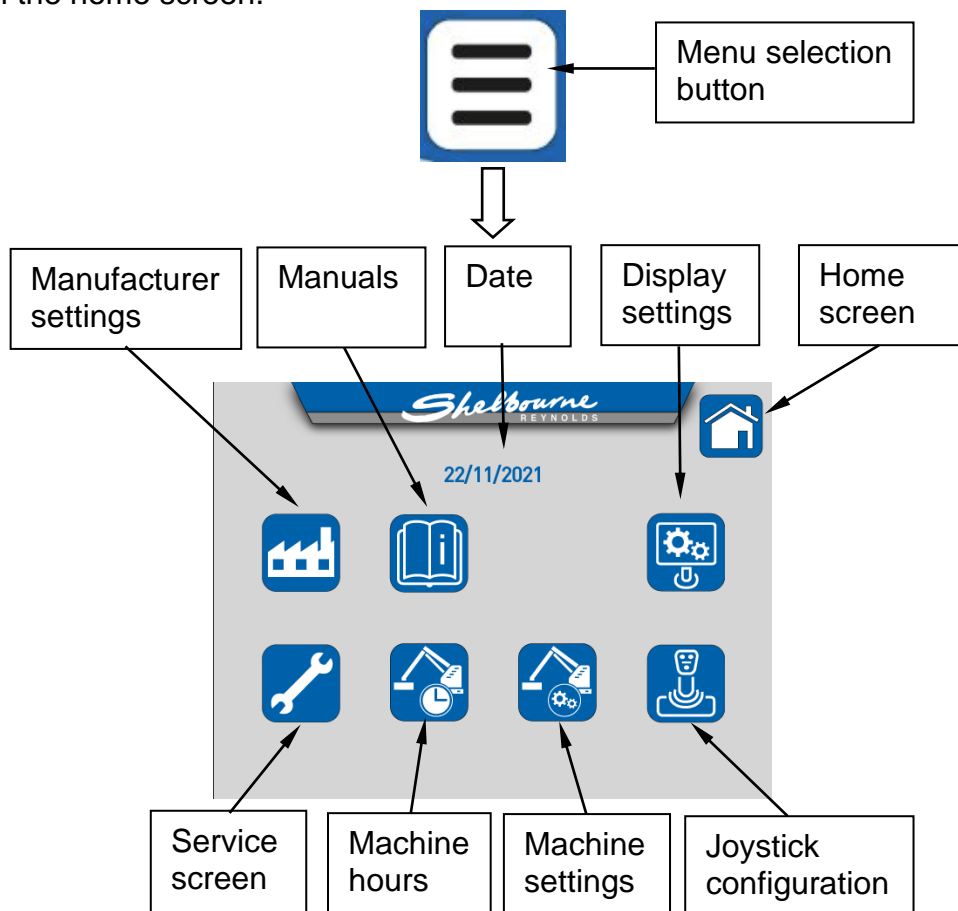 the home screen.
Menu selection
button
Manufacturer
settings
Manuals
Date
Display
settings
Home
screen
Shelbourne
REYNOLDS
22/11/2021
i
Service
screen
Machine
hours
Machine
settings
Joystick
configuration